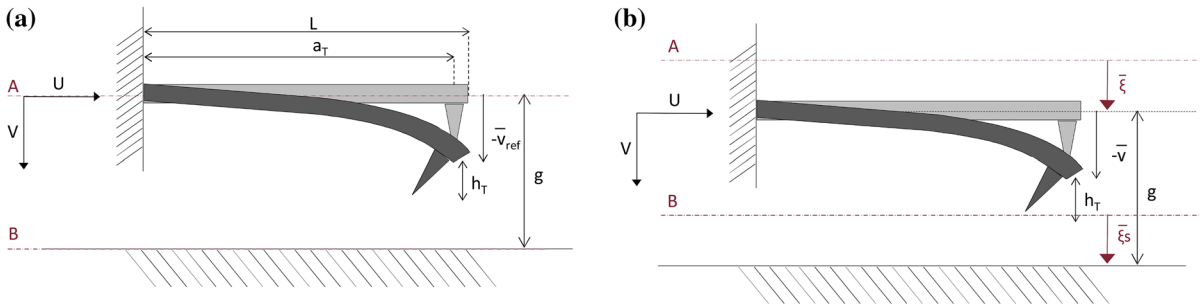 (a)
L
a_T
A
U
V
-v̅_ref
h_T
g
B
(b)
A
ξ̅
U
V
-v̅
h_T
g
B
ξ̅s